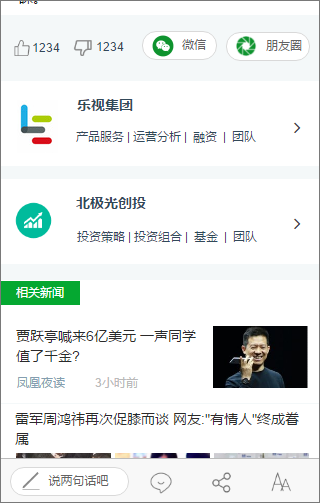 1234 1234 微信 朋友圈
乐视集团
产品服务 | 运营分析 | 融资 | 团队
北极光创投
投资策略 | 投资组合 | 基金 | 团队
相关新闻
贾跃亭喊来6亿美元 一声同学
值了千金?
凤凰夜读 3小时前
雷军周鸿祎再次促膝而谈 网友:"有情人"终成眷
属
说两句话吧
AA